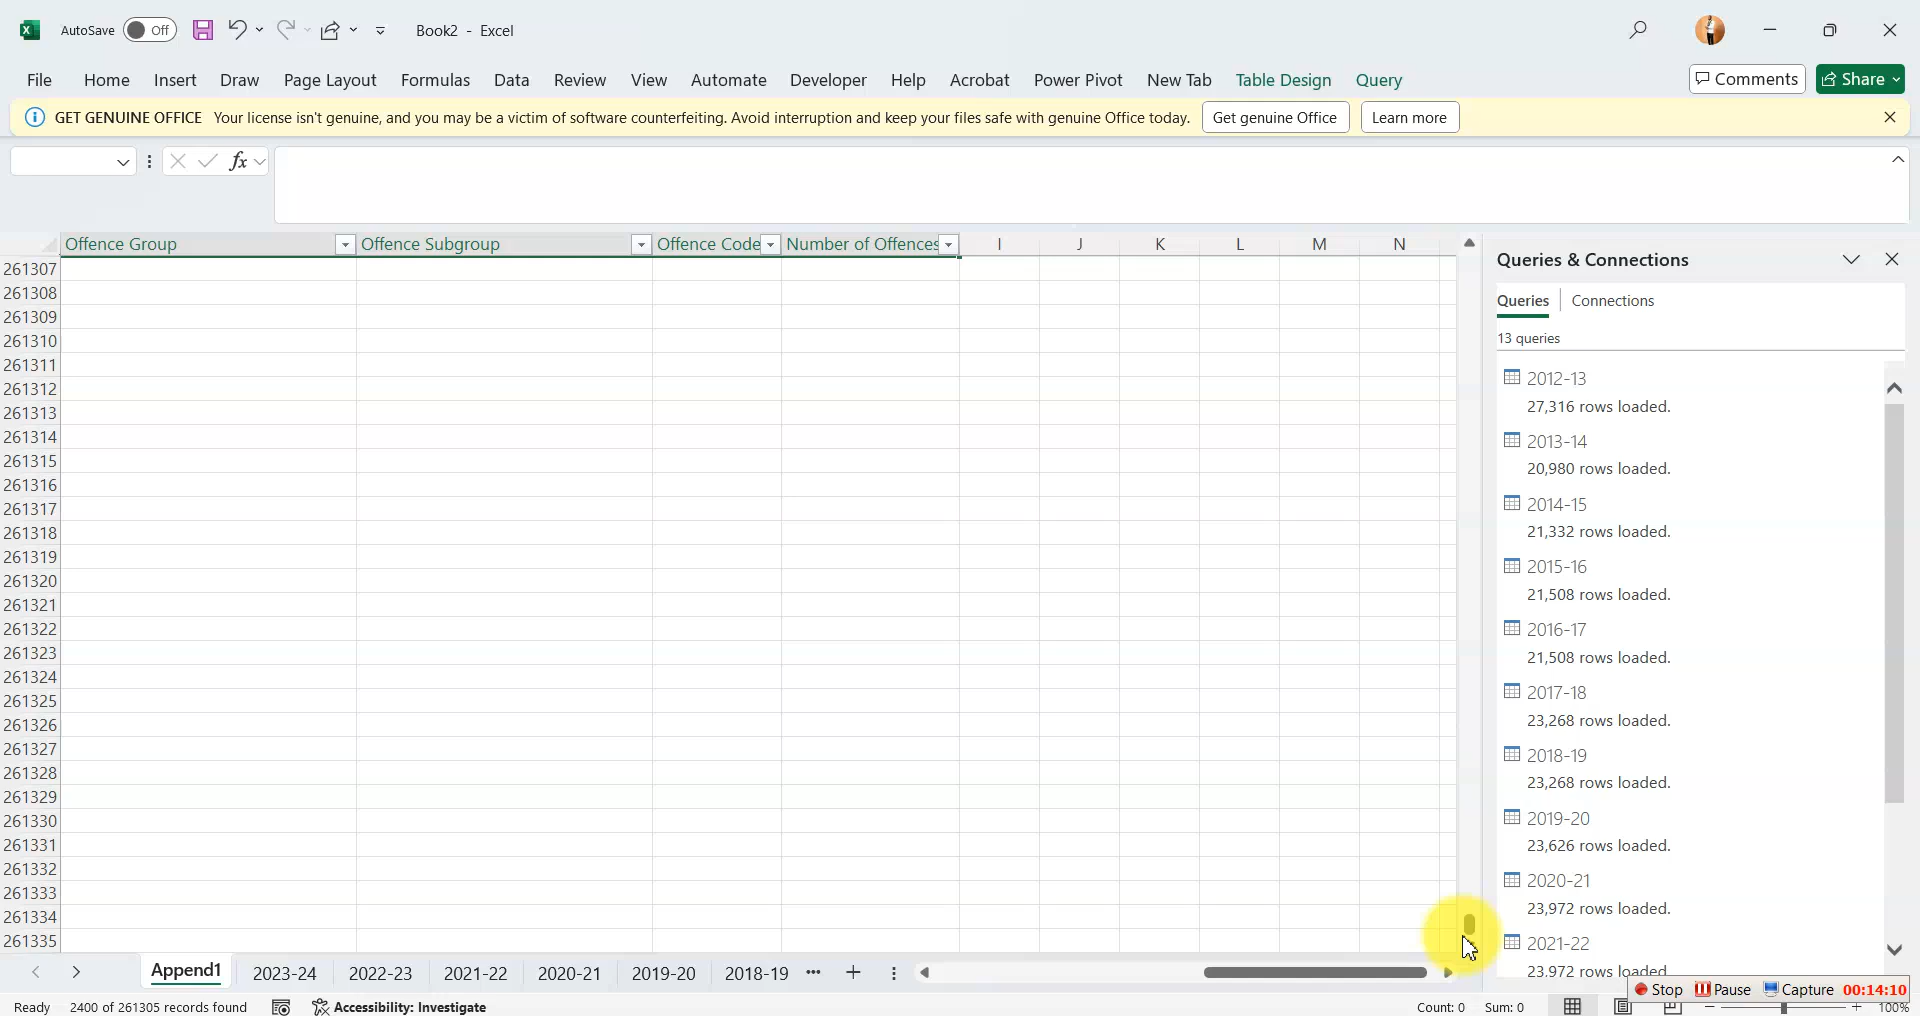 AutoSave Off Book2 - Excel
File Home Insert Draw Page Layout Formulas Data Review View Automate Developer Help Acrobat Power Pivot New Tab Table Design Query Comments Share
GET GENUINE OFFICE Your license isn't genuine, and you may be a victim of software counterfeiting. Avoid interruption and keep your files safe with genuine Office today. Get genuine Office Learn more
fx
Offence Group Offence Subgroup Offence Code Number of Offences I J K L M N
261307
261308
261309
261310
261311
261312
261313
261314
261315
261316
261317
261318
261319
261320
261321
261322
261323
261324
261325
261326
261327
261328
261329
261330
261331
261332
261333
261334
261335
Queries & Connections
Queries Connections
13 queries
2012-13
27,316 rows loaded.
2013-14
20,980 rows loaded.
2014-15
21,332 rows loaded.
2015-16
21,508 rows loaded.
2016-17
21,508 rows loaded.
2017-18
23,268 rows loaded.
2018-19
23,268 rows loaded.
2019-20
23,626 rows loaded.
2020-21
23,972 rows loaded.
2021-22
23,972 rows loaded
Append1 2023-24 2022-23 2021-22 2020-21 2019-20 2018-19
Stop Pause Capture 00:14:10
Ready 2400 of 261305 records found Accessibility: Investigate Count: 0 Sum: 0 100%